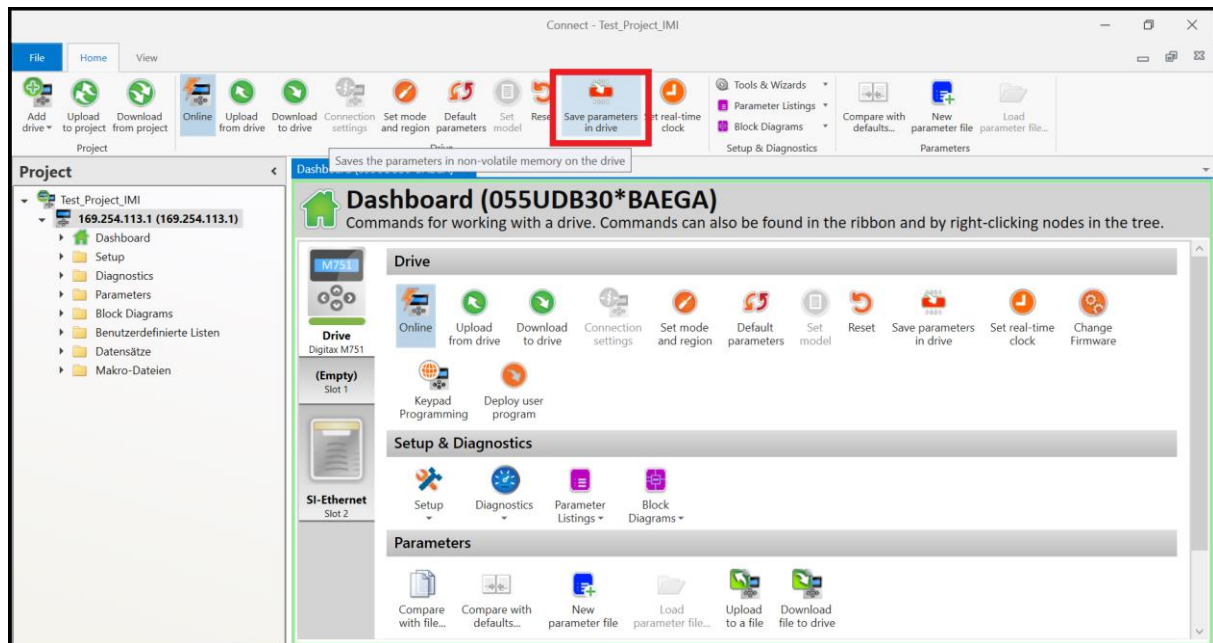 Connect - Test_Project_IMI
File Home View
Add drive
Upload to project
Download from project
Online
Upload from drive
Download to drive
Connection settings
Set mode and region
Default parameters
Set model
Save parameters in drive
Set real-time clock
Tools & Wizards
Parameter Listings
Block Diagrams
Compare with defaults...
New parameter file
Load parameter file...
Project
Setup & Diagnostics
Parameters
Saves the parameters in non-volatile memory on the drive
Project
Test_Project_IMI
169.254.113.1 (169.254.113.1)
Dashboard
Setup
Diagnostics
Parameters
Block Diagrams
Benutzerdefinierte Listen
Datensätze
Makro-Dateien
Dashboard (055UDB30*BAEGA)
Commands for working with a drive. Commands can also be found in the ribbon and by right-clicking nodes in the tree.
M751
Drive
Digitax M751
(Empty)
Slot 1
SI-Ethernet
Slot 2
Drive
Online
Upload from drive
Download to drive
Connection settings
Set mode and region
Default parameters
Set model
Reset
Save parameters in drive
Set real-time clock
Change Firmware
Keypad Programming
Deploy user program
Setup & Diagnostics
Setup
Diagnostics
Parameter Listings
Block Diagrams
Parameters
Compare with file...
Compare with defaults...
New parameter file
Load parameter file...
Upload to a file
Download file to drive